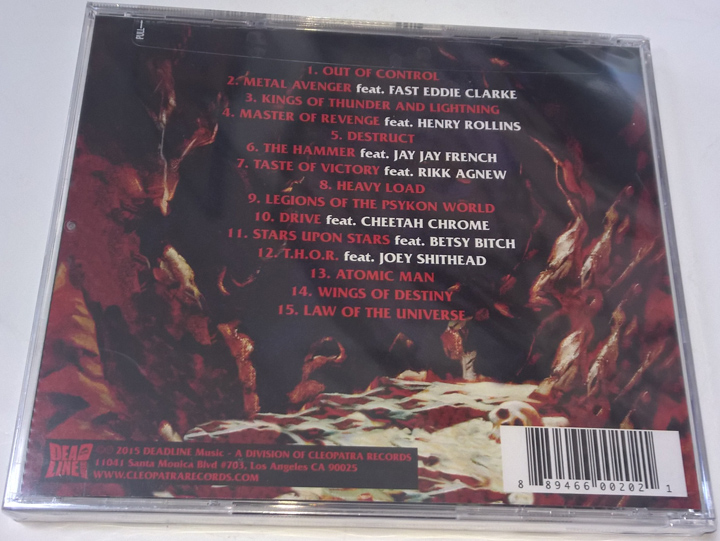 PULL
1. OUT OF CONTROL
2. METAL AVENGER feat. FAST EDDIE CLARKE
3. KINGS OF THUNDER AND LIGHTNING
4. MASTER OF REVENGE feat. HENRY ROLLINS
5. DESTRUCT
6. THE HAMMER feat. JAY JAY FRENCH
7. TASTE OF VICTORY feat. RIKK AGNEW
8. HEAVY LOAD
9. LEGIONS OF THE PSYKON WORLD
10. DRIVE feat. CHEETAH CHROME
11. STARS UPON STARS feat. BETSY BITCH
12. T.H.O.R. feat. JOEY SHITHEAD
13. ATOMIC MAN
14. WINGS OF DESTINY
15. LAW OF THE UNIVERSE
DEAD
LINE
2015 DEADLINE Music - A DIVISION OF CLEOPATRA RECORDS
11041 Santa Monica Blvd #703, Los Angeles CA 90025
WWW.CLEOPATRARECORDS.COM
8 89466 00202 1